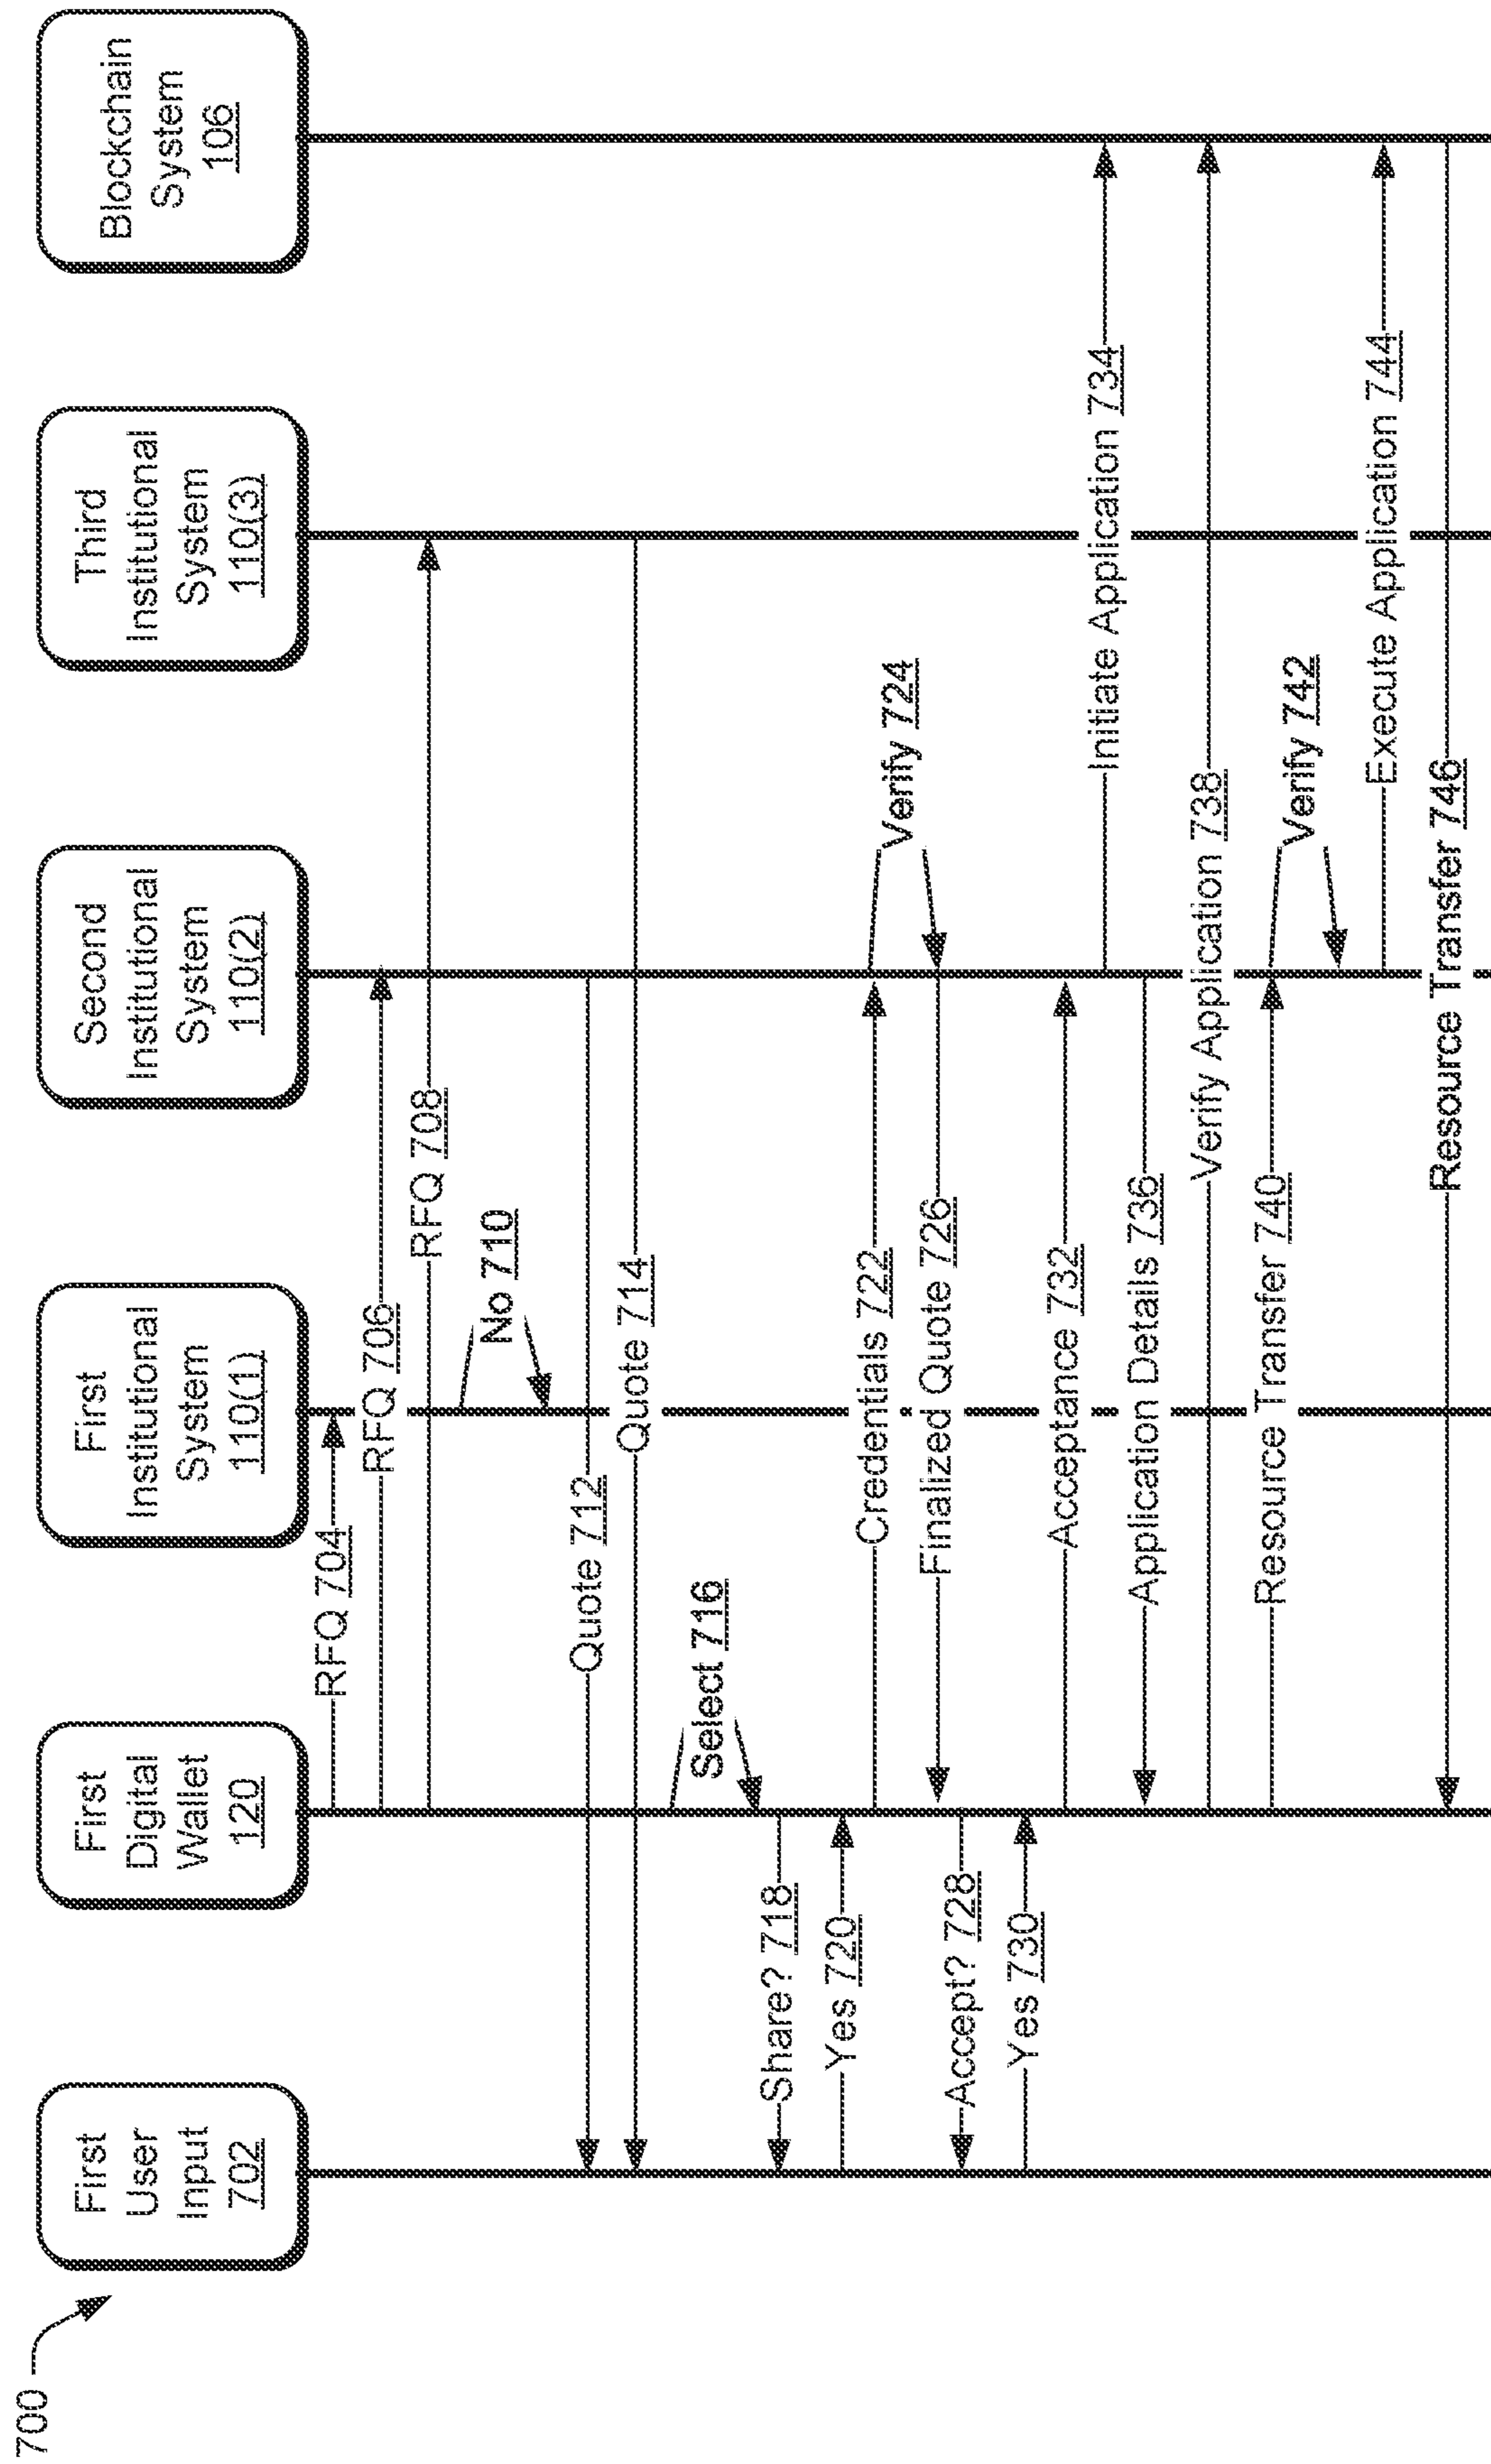 700
First
User
Input
702
First
Digital
Wallet
120
First
Institutional
System
110(1)
Second
Institutional
System
110(2)
Third
Institutional
System
110(3)
Blockchain
System
106
RFQ 704
RFQ 706
RFQ 708
No 710
Quote 712
Quote 714
Select 716
Share? 718
Yes 720
Credentials 722
Verify 724
Finalized Quote 726
Accept? 728
Yes 730
Acceptance 732
Initiate Application 734
Application Details 736
Verify Application 738
Resource Transfer 740
Verify 742
Execute Application 744
Resource Transfer 746